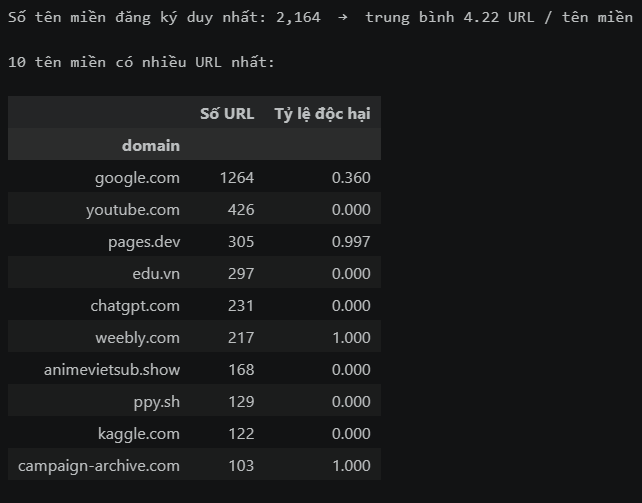 Số tên miền đăng ký duy nhất: 2,164 → trung bình 4.22 URL / tên miền
10 tên miền có nhiều URL nhất:
Số URL Tỷ lệ độc hại
domain
google.com 1264 0.360
youtube.com 426 0.000
pages.dev 305 0.997
edu.vn 297 0.000
chatgpt.com 231 0.000
weebly.com 217 1.000
animevietsub.show 168 0.000
ppy.sh 129 0.000
kaggle.com 122 0.000
campaign-archive.com 103 1.000